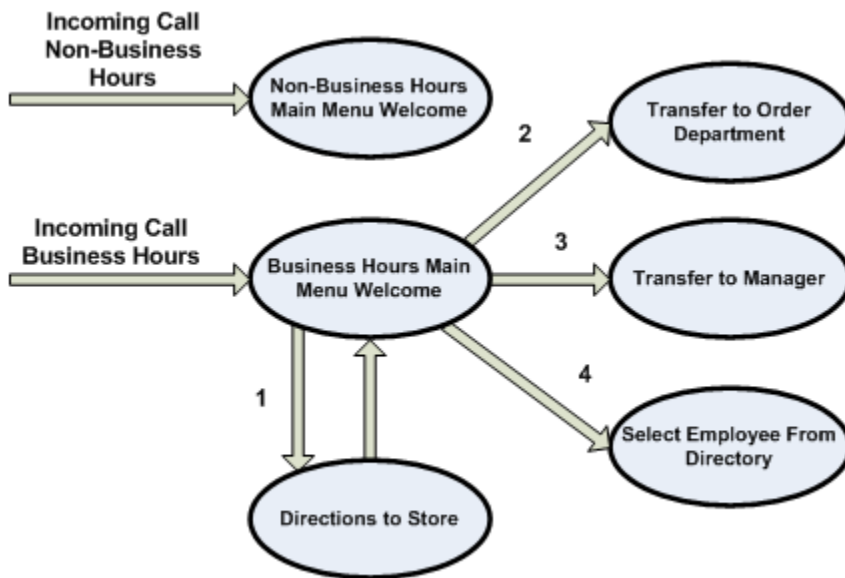 Incoming Call
Non-Business
Hours
Non-Business Hours
Main Menu Welcome
2
Transfer to Order
Department
Incoming Call
Business Hours
Business Hours Main
Menu Welcome
3
Transfer to Manager
1
4
Select Employee From
Directory
Directions to Store